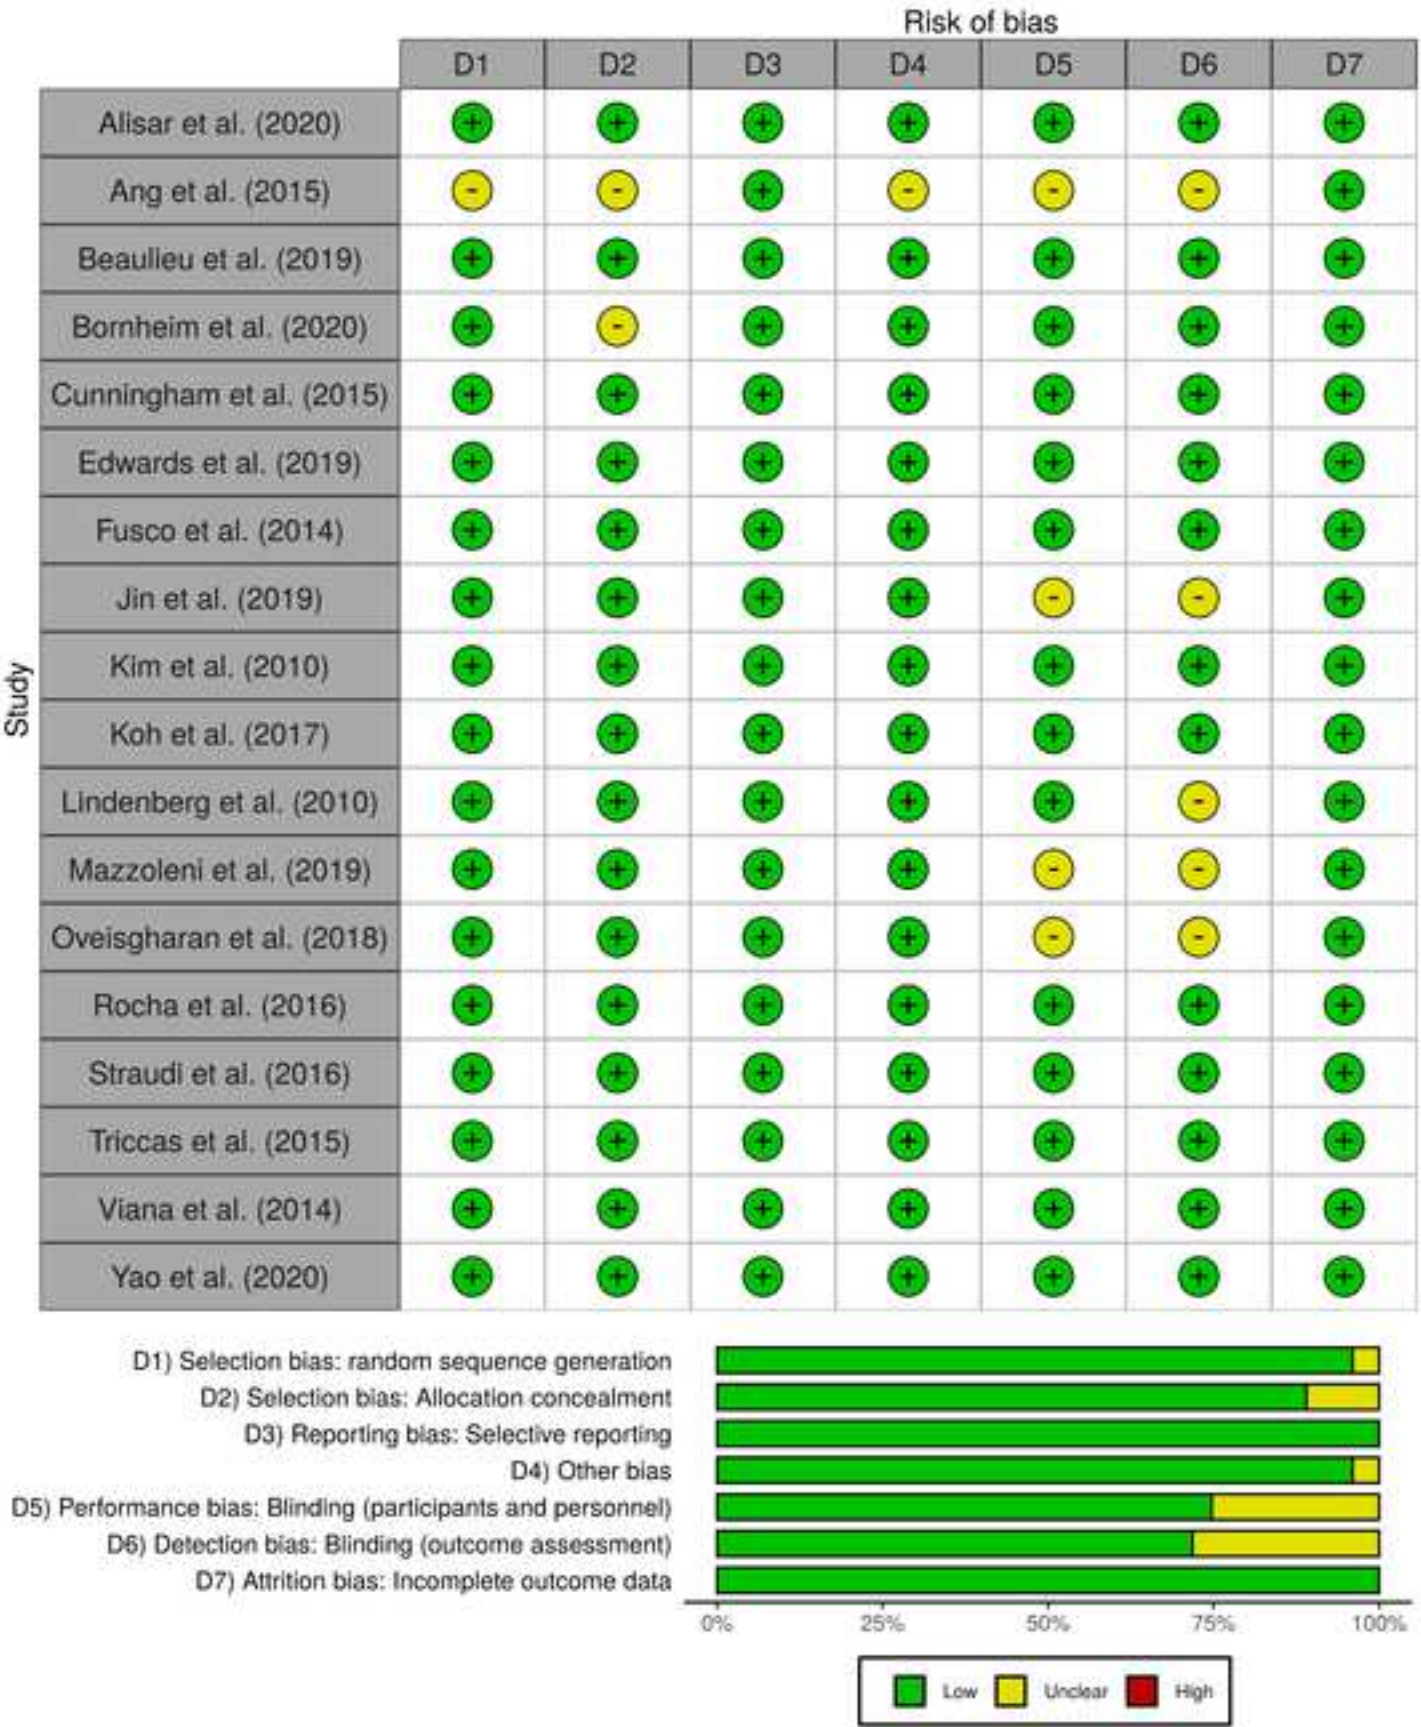 Risk of bias
D1 D2 D3 D4 D5 D6 D7
Alisar et al. (2020) + + + + + + +
Ang et al. (2015) - - + - - - +
Beaulieu et al. (2019) + + + + + + +
Bornheim et al. (2020) + - + + + + +
Cunningham et al. (2015) + + + + + + +
Edwards et al. (2019) + + + + + + +
Fusco et al. (2014) + + + + + + +
Jin et al. (2019) + + + + - - +
Kim et al. (2010) + + + + + + +
Study
Koh et al. (2017) + + + + + + +
Lindenberg et al. (2010) + + + + + - +
Mazzoleni et al. (2019) + + + + - - +
Oveisgharan et al. (2018) + + + + - - +
Rocha et al. (2016) + + + + + + +
Straudi et al. (2016) + + + + + + +
Triccas et al. (2015) + + + + + + +
Viana et al. (2014) + + + + + + +
Yao et al. (2020) + + + + + + +
D1) Selection bias: random sequence generation
D2) Selection bias: Allocation concealment
D3) Reporting bias: Selective reporting
D4) Other bias
D5) Performance bias: Blinding (participants and personnel)
D6) Detection bias: Blinding (outcome assessment)
D7) Attrition bias: Incomplete outcome data
0% 25% 50% 75% 100%
Low Unclear High